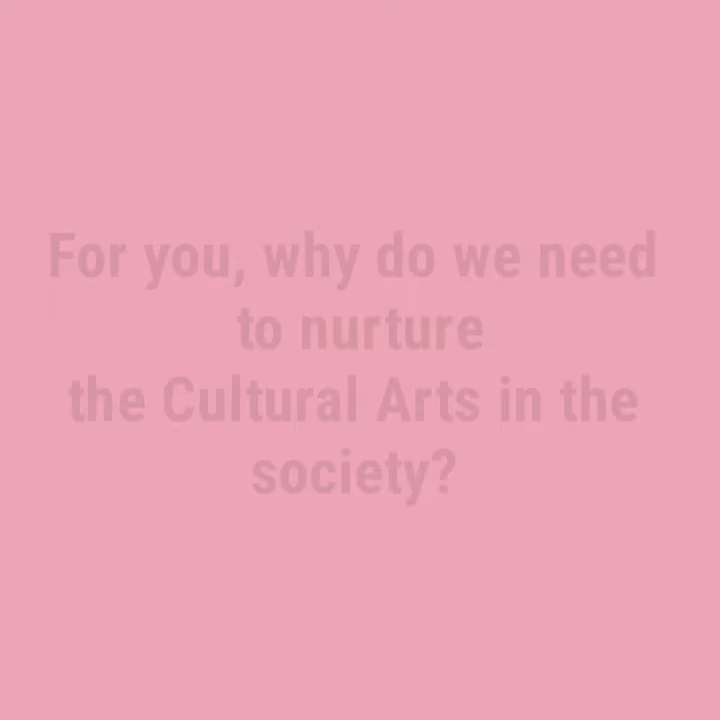 For you, why do we need
to nurture
the Cultural Arts in the
society?